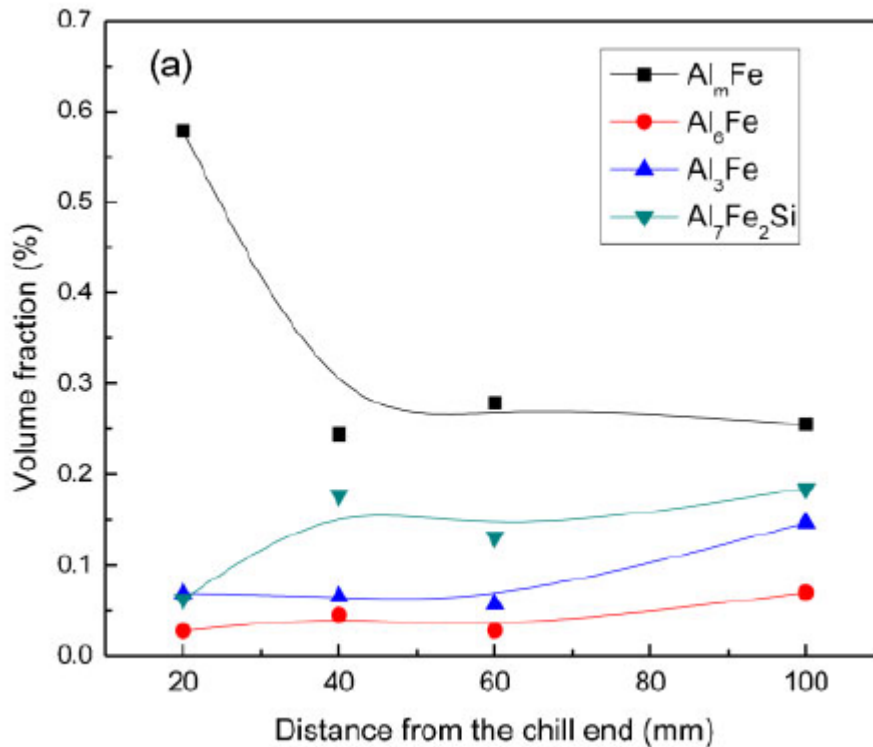 0.7
0.6
0.5
0.4
0.3
0.2
0.1
0.0
Volume fraction (%)
(a)
AlmFe
Al6Fe
Al3Fe
Al7Fe2Si
20
40
60
80
100
Distance from the chill end (mm)